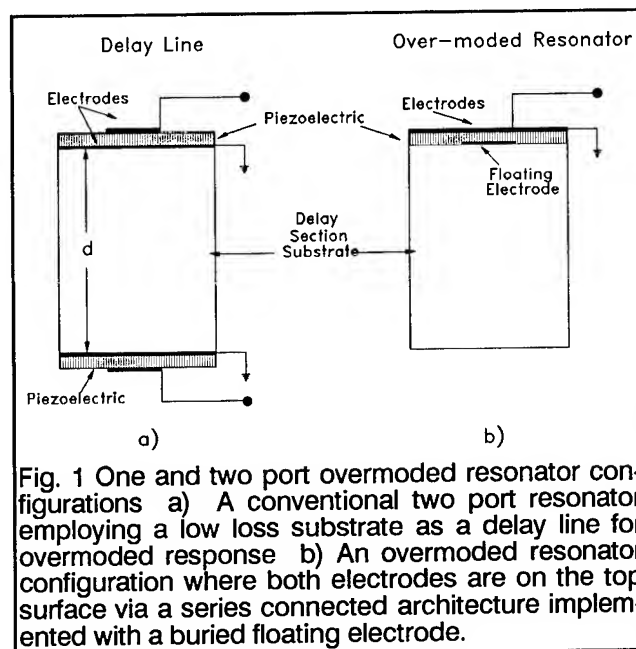 Delay Line
Over-moded Resonator
Electrodes
Piezoelectric
Electrodes
Floating
Electrode
d
Delay
Section
Substrate
Piezoelectric
a)
b)
Fig. 1 One and two port overmoded resonator con-
figurations a) A conventional two port resonator
employing a low loss substrate as a delay line for
overmoded response b) An overmoded resonator
configuration where both electrodes are on the top
surface via a series connected architecture implem-
ented with a buried floating electrode.